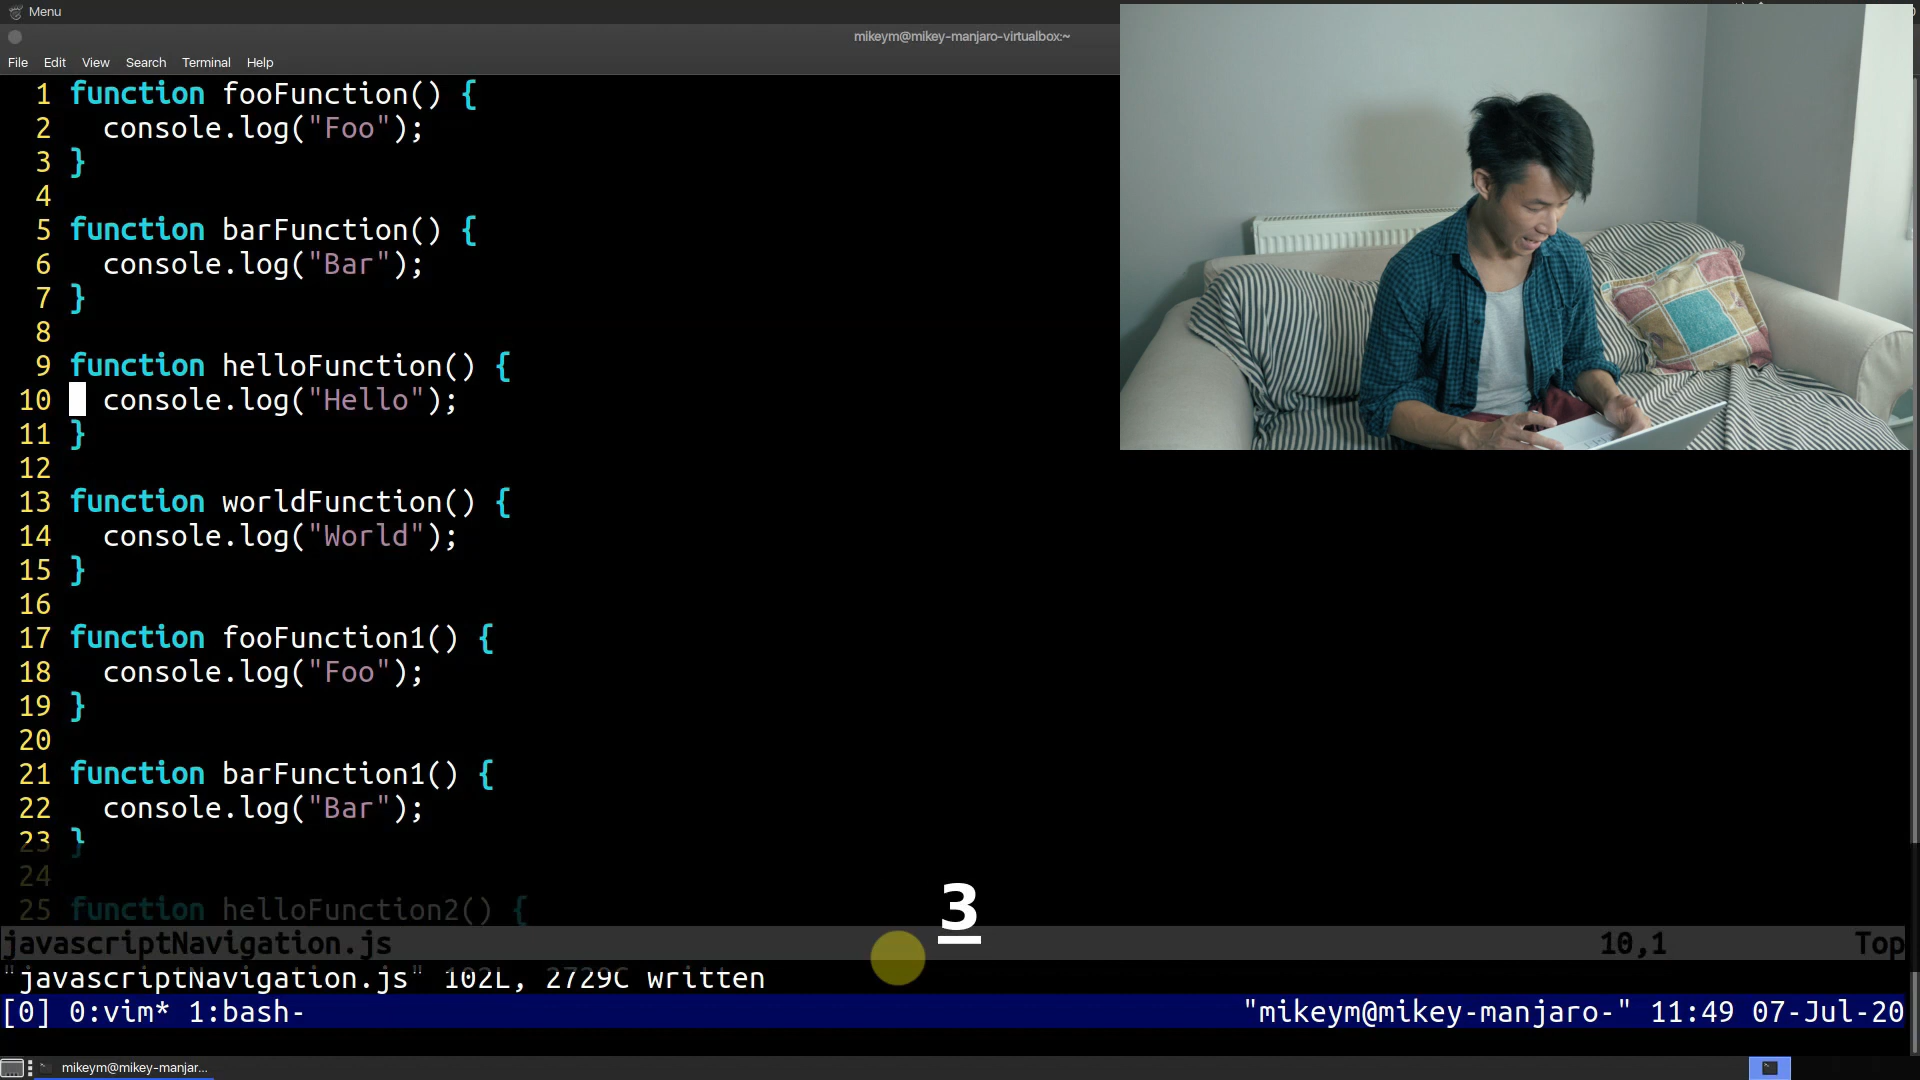 Menu
mikeym@mikey-manjaro-virtualbox:~
File Edit View Search Terminal Help
1 function fooFunction() {
2   console.log("Foo");
3 }
4
5 function barFunction() {
6   console.log("Bar");
7 }
8
9 function helloFunction() {
10   console.log("Hello");
11 }
12
13 function worldFunction() {
14   console.log("World");
15 }
16
17 function fooFunction1() {
18   console.log("Foo");
19 }
20
21 function barFunction1() {
22   console.log("Bar");
23 }
24
25 function helloFunction2() {
3
javascriptNavigation.js 10,1 Top
"javascriptNavigation.js" 102L, 2729C written
[0] 0:vim* 1:bash- "mikeym@mikey-manjaro-" 11:49 07-Jul-20
mikeym@mikey-manjar...